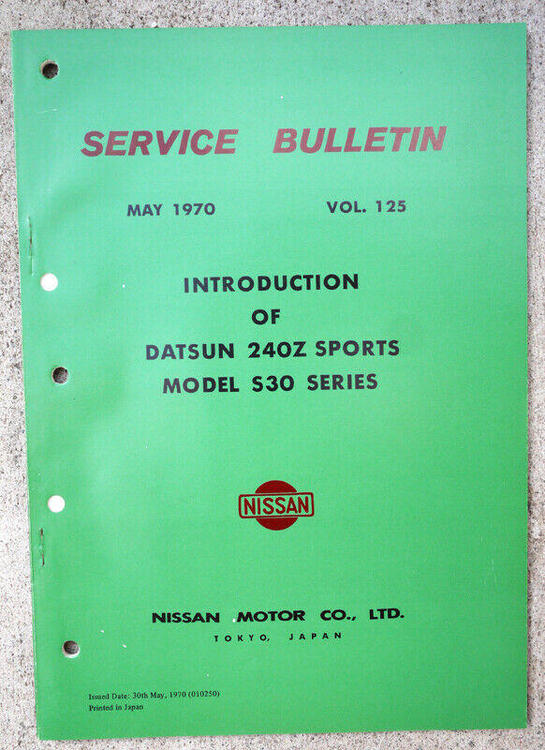 SERVICE BULLETIN
MAY 1970 VOL. 125
INTRODUCTION
OF
DATSUN 240Z SPORTS
MODEL S30 SERIES
NISSAN
NISSAN MOTOR CO., LTD.
TOKYO, JAPAN
Issued Date: 30th May, 1970 (010250)
Printed in Japan